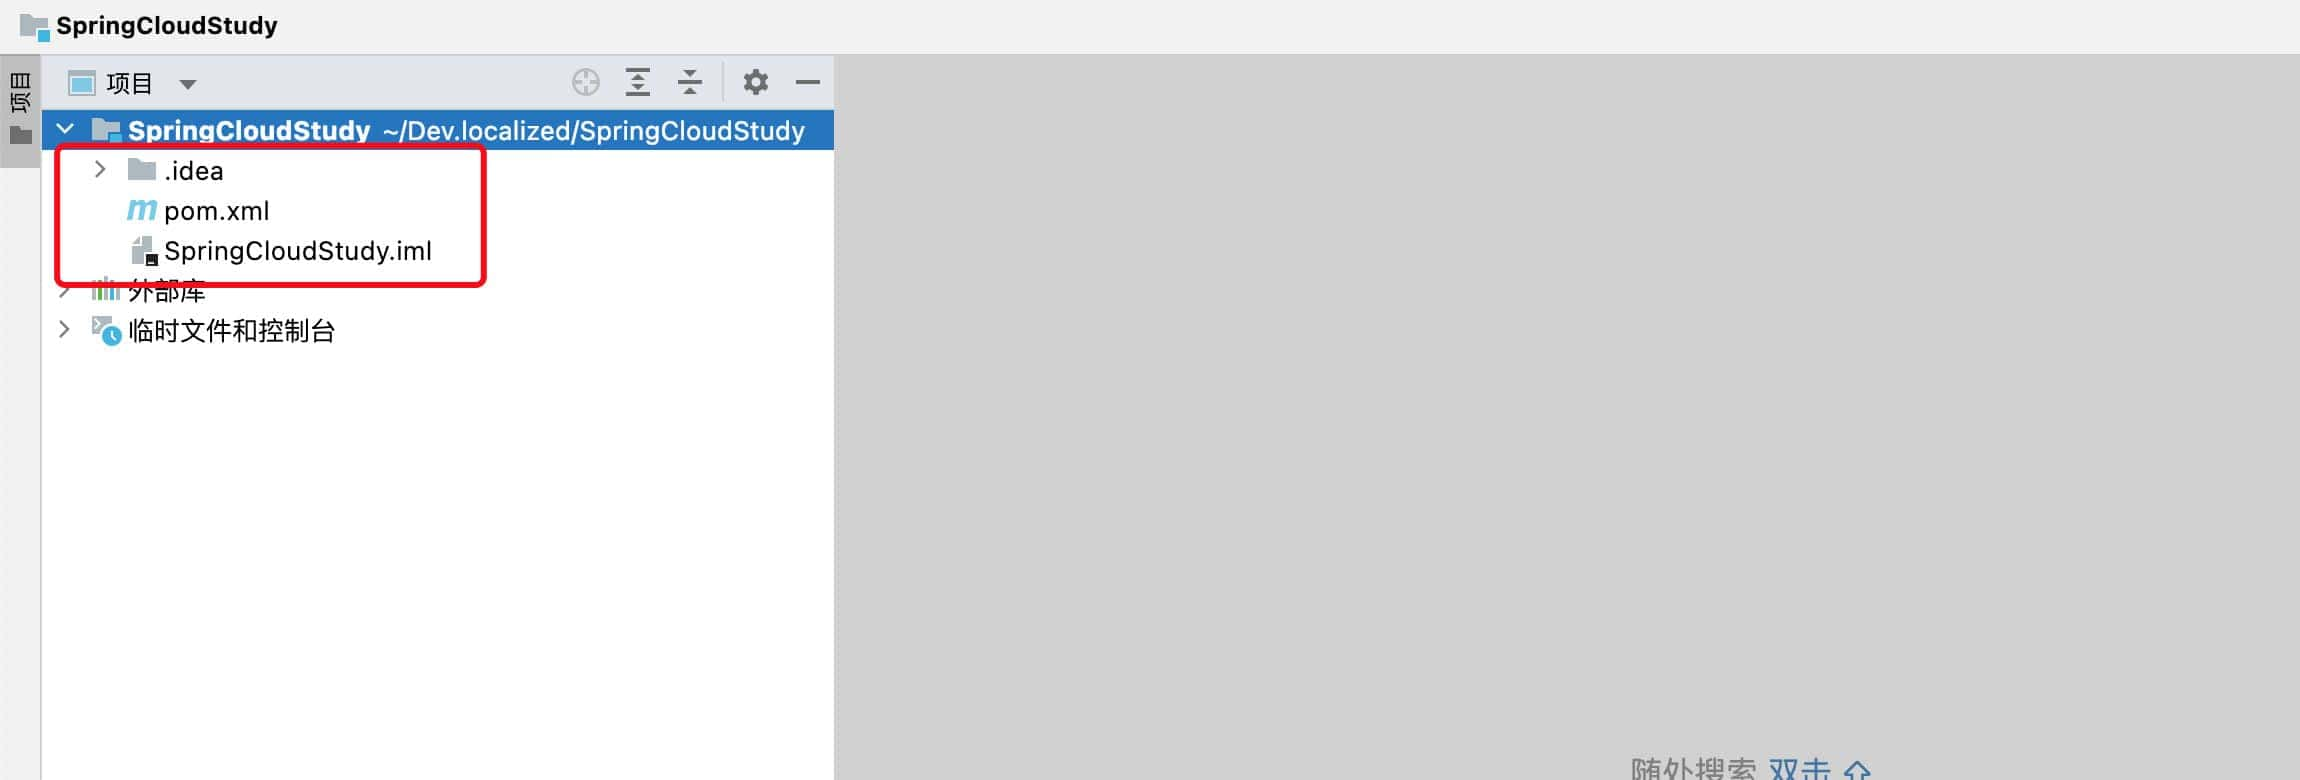 SpringCloudStudy
项目
项目
SpringCloudStudy ~/Dev.localized/SpringCloudStudy
.idea
pom.xml
SpringCloudStudy.iml
外部库
临时文件和控制台
随处搜索 双击 ⇧